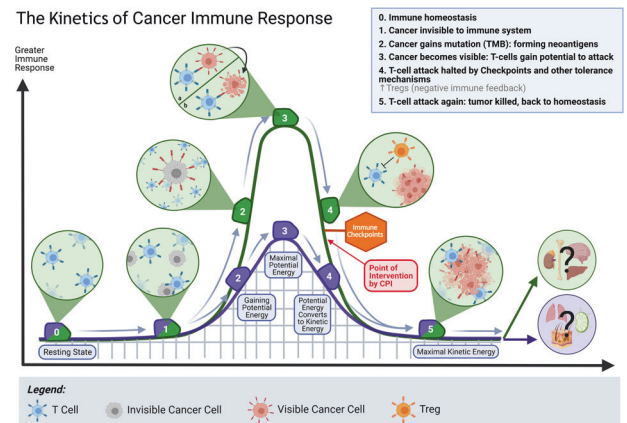 The Kinetics of Cancer Immune Response
0. Immune homeostasis
1. Cancer invisible to immune system
2. Cancer gains mutation (TMB): forming neoantigens
3. Cancer becomes visible: T-cells gain potential to attack
4. T-cell attack halted by Checkpoints and other tolerance
mechanisms
↑Tregs (negative immune feedback)
5. T-cell attack again: tumor killed, back to homeostasis
Greater
Immune
Response
a
b
3
2
4
Immune
Checkpoints
3
Maximal
Potential
Energy
Point of
Intervention
by CPI
2
4
Gaining
Potential
Energy
Potential
Energy
Converts
to Kinetic
Energy
0
1
5
Resting State
Maximal Kinetic Energy
?
?
Legend:
T Cell
Invisible Cancer Cell
Visible Cancer Cell
Treg